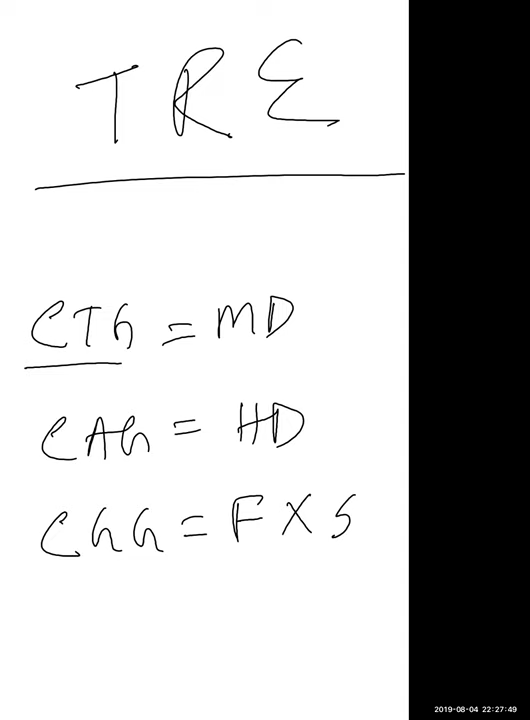 TRE
CTG = MD
CAG = HD
CGG = FXS
2019-08-04 22:27:49